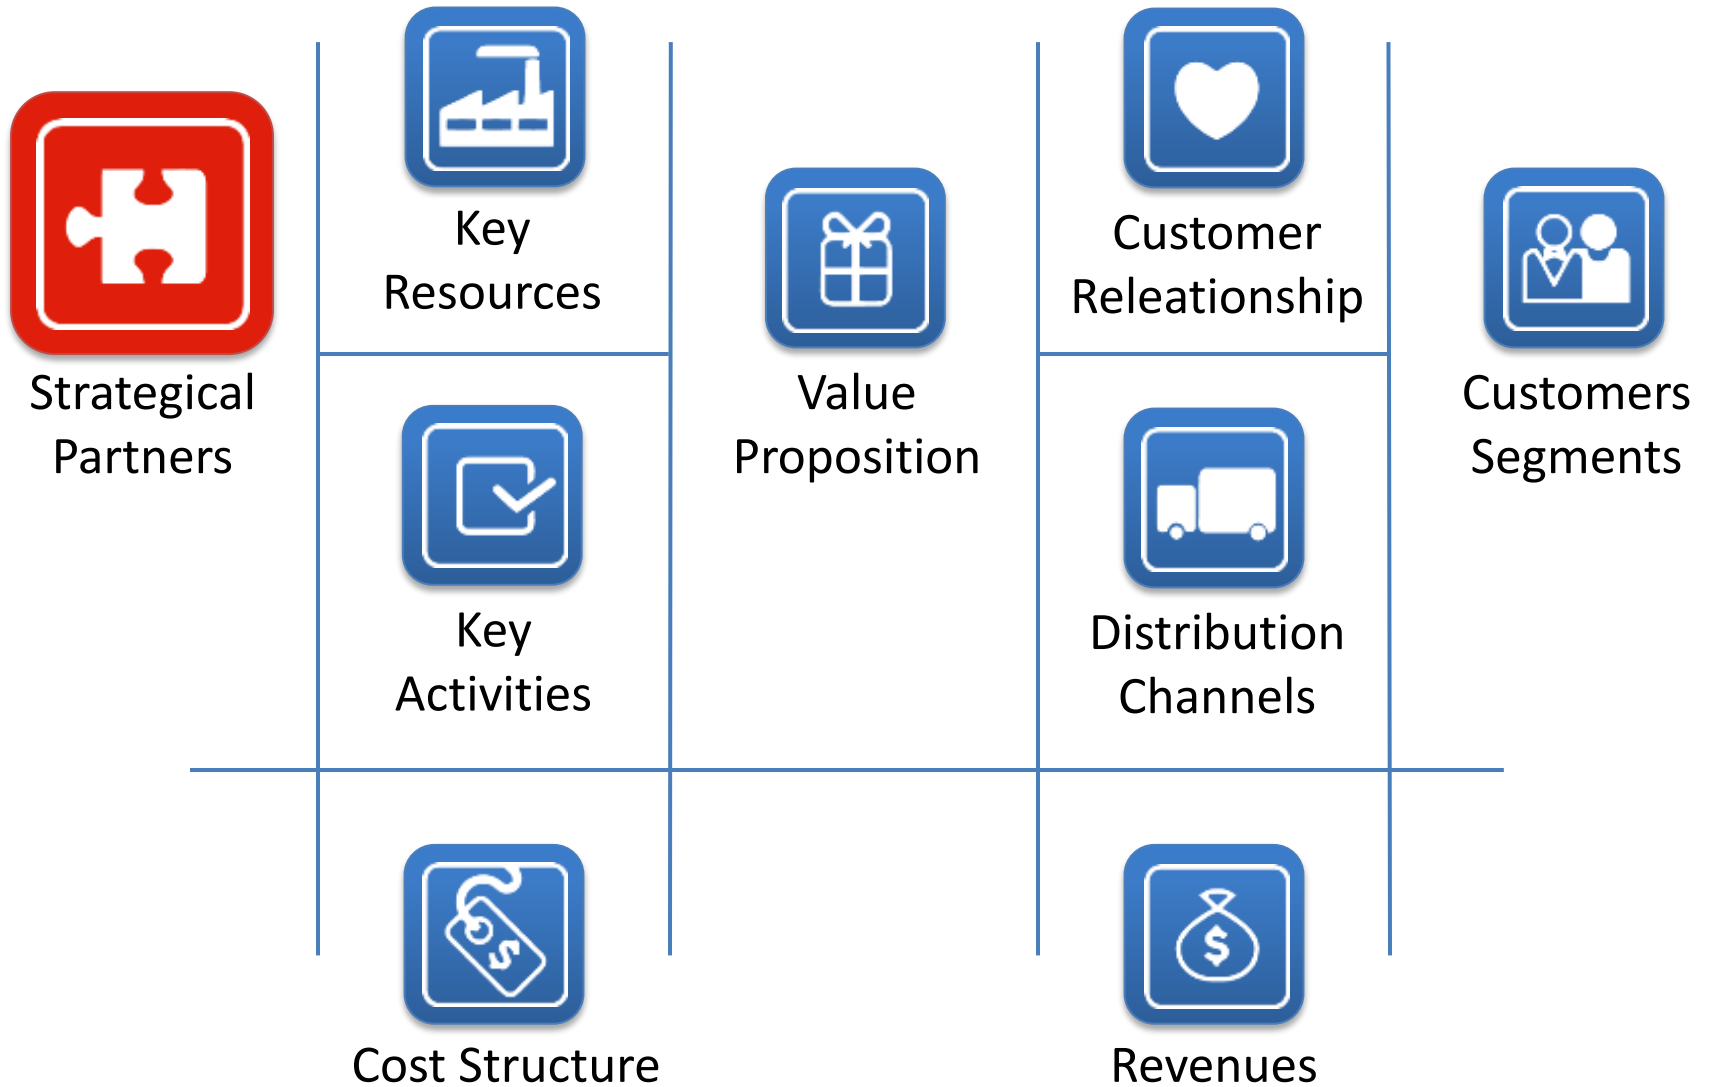 Strategical
Partners
Key
Resources
Key
Activities
Value
Proposition
Customer
Releationship
Distribution
Channels
Customers
Segments
$
Cost Structure
$
Revenues